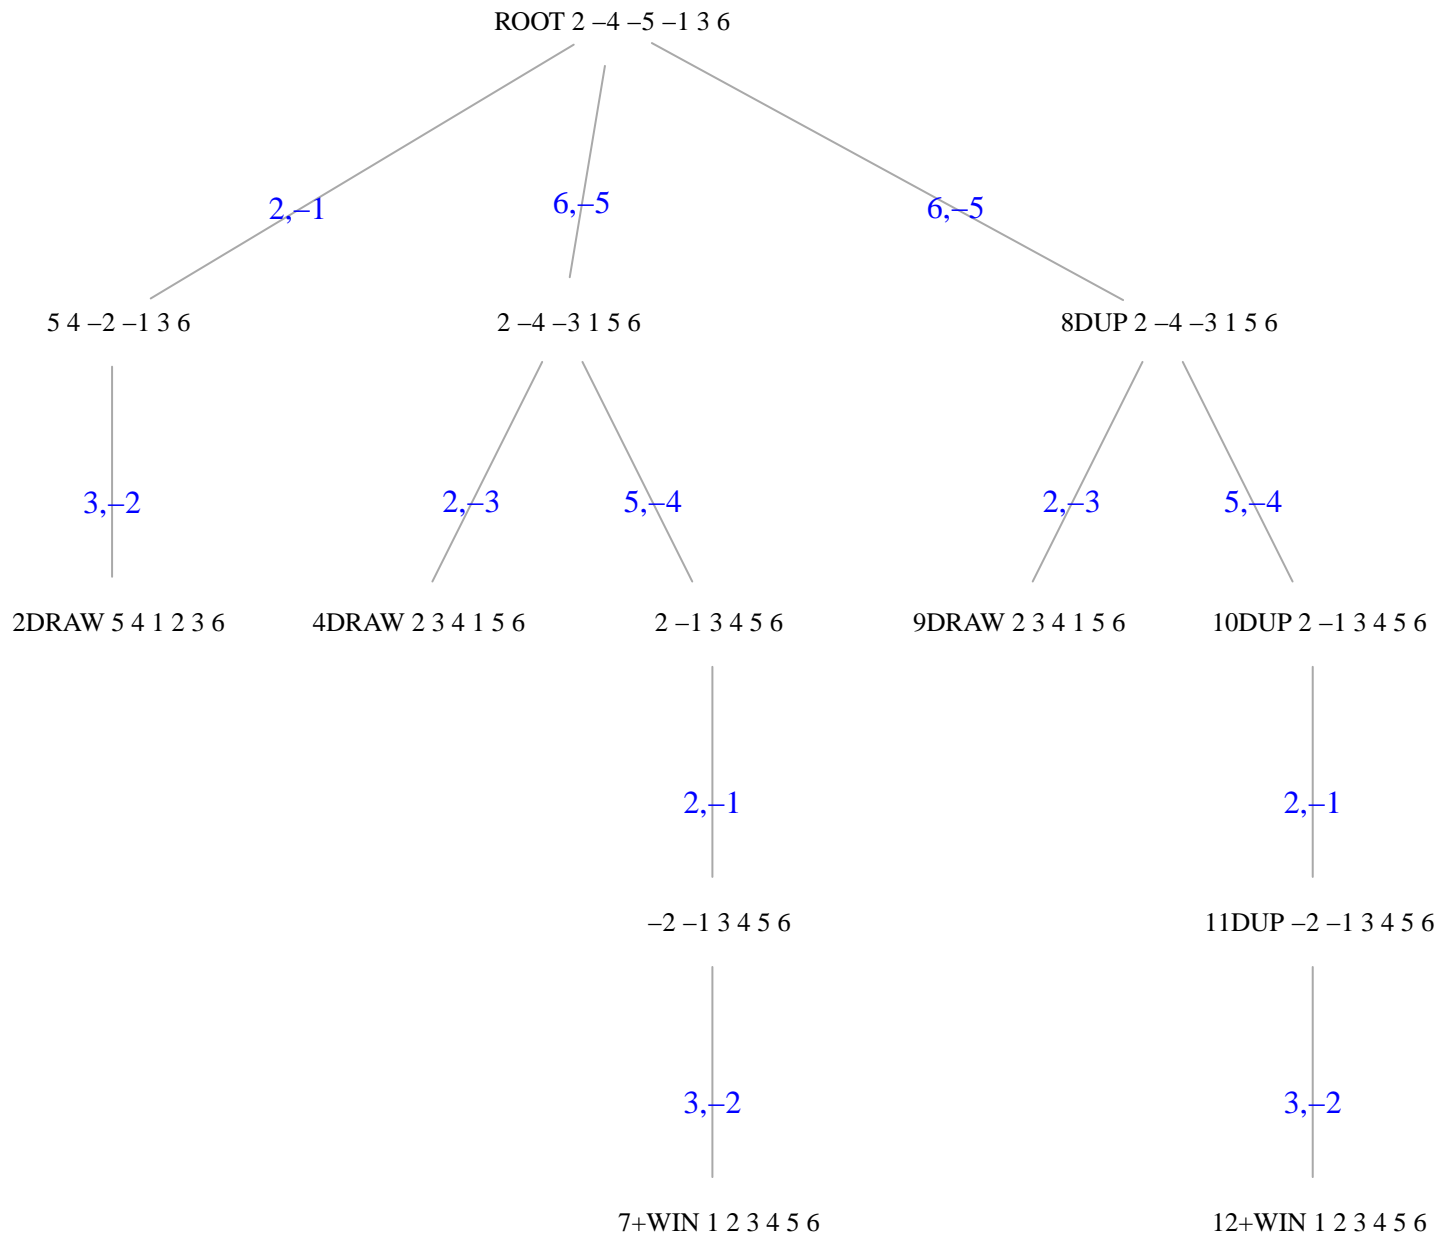 ROOT 2 –4 –5 –1 3 6
2,–1
6,–5
6,–5
5 4 –2 –1 3 6
2 –4 –3 1 5 6
8DUP 2 –4 –3 1 5 6
3,–2
2,–3
5,–4
2,–3
5,–4
2DRAW 5 4 1 2 3 6
4DRAW 2 3 4 1 5 6
2 –1 3 4 5 6
9DRAW 2 3 4 1 5 6
10DUP 2 –1 3 4 5 6
2,–1
2,–1
–2 –1 3 4 5 6
11DUP –2 –1 3 4 5 6
3,–2
3,–2
7+WIN 1 2 3 4 5 6
12+WIN 1 2 3 4 5 6